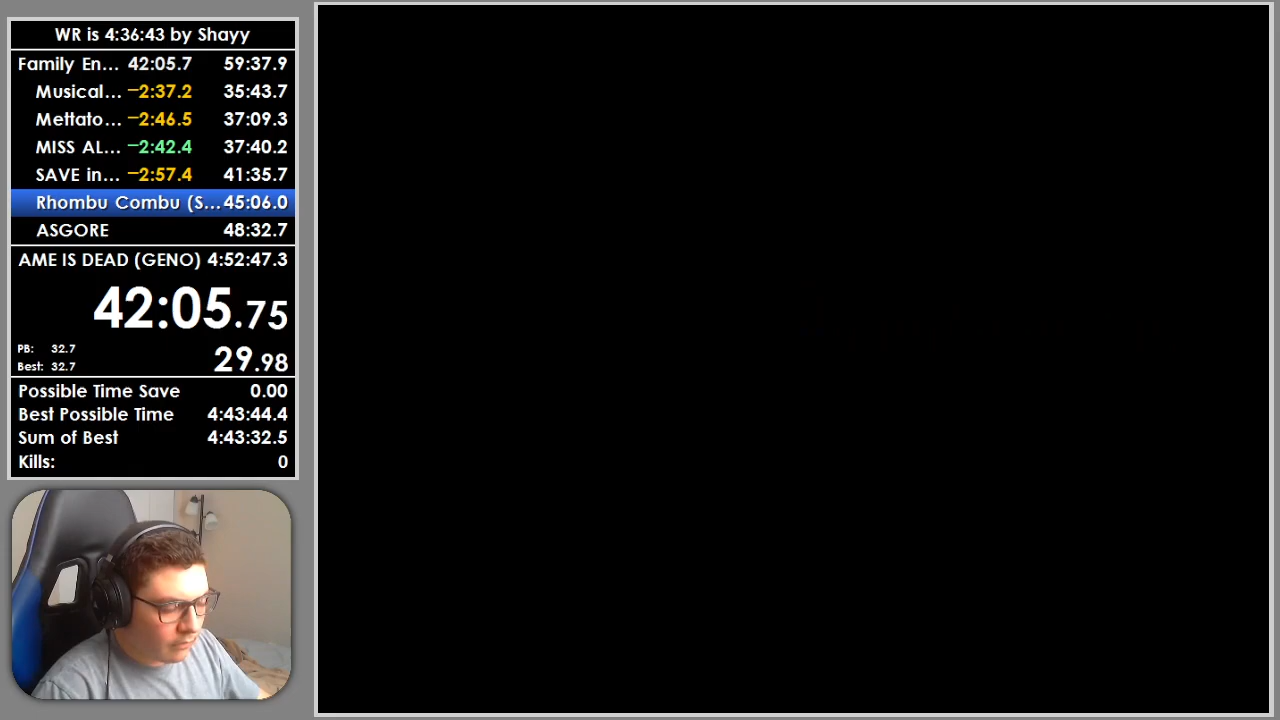 WR is 4:36:43 by Shayy
Family En... 42:05.7 59:37.9
Musical... −2:37.2 35:43.7
Mettato... −2:46.5 37:09.3
MISS AL... −2:42.4 37:40.2
SAVE in... −2:57.4 41:35.7
Rhombu Combu (S... 45:06.0
ASGORE 48:32.7
AME IS DEAD (GENO) 4:52:47.3
42:05.75
PB: 32.7
Best: 32.7
29.98
Possible Time Save 0.00
Best Possible Time 4:43:44.4
Sum of Best 4:43:32.5
Kills: 0